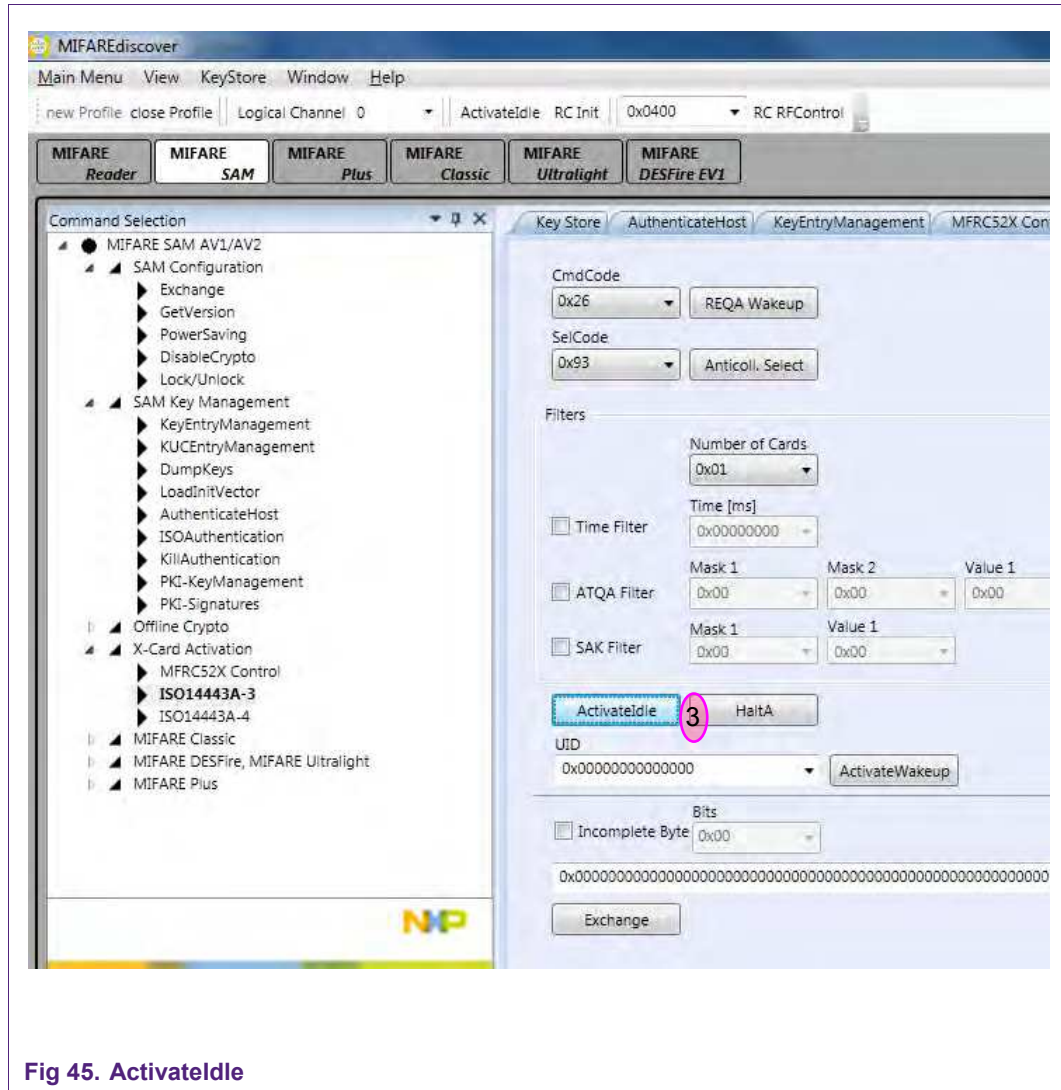 MIFAREdiscover
Main Menu View KeyStore Window Help
new Profile close Profile Logical Channel 0 ActivateIdle RC Init 0x0400 RC RFControl
MIFARE Reader MIFARE SAM MIFARE Plus MIFARE Classic MIFARE Ultralight MIFARE DESFire EV1
Command Selection
MIFARE SAM AV1/AV2
SAM Configuration
Exchange
GetVersion
PowerSaving
DisableCrypto
Lock/Unlock
SAM Key Management
KeyEntryManagement
KUCEntryManagement
DumpKeys
LoadInitVector
AuthenticateHost
ISOAuthentication
KillAuthentication
PKI-KeyManagement
PKI-Signatures
Offline Crypto
X-Card Activation
MFRC52X Control
ISO14443A-3
ISO14443A-4
MIFARE Classic
MIFARE DESFire, MIFARE Ultralight
MIFARE Plus
NXP
Key Store AuthenticateHost KeyEntryManagement MFRC52X Con
CmdCode
0x26 REQA Wakeup
SelCode
0x93 Anticoll. Select
Filters
Number of Cards
0x01
Time [ms]
Time Filter 0x00000000
Mask 1 Mask 2 Value 1
ATQA Filter 0x00 0x00 0x00
Mask 1 Value 1
SAK Filter 0x00 0x00
ActivateIdle 3 HaltA
UID
0x00000000000000 ActivateWakeup
Bits
Incomplete Byte 0x00
Exchange
Fig 45. ActivateIdle